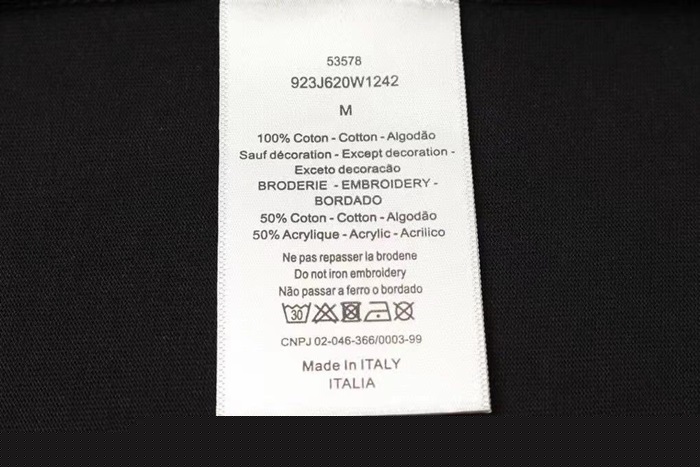 53578
923J620W1242
M
100% Coton - Cotton - Algodão
Sauf décoration - Except decoration -
Exceto decoracão
BRODERIE - EMBROIDERY -
BORDADO
50% Coton - Cotton - Algodão
50% Acrylique - Acrylic - Acrilico
Ne pas repasser la brodene
Do not iron embroidery
Não passar a ferro o bordado
30
CNPJ 02-046-366/0003-99
Made In ITALY
ITALIA